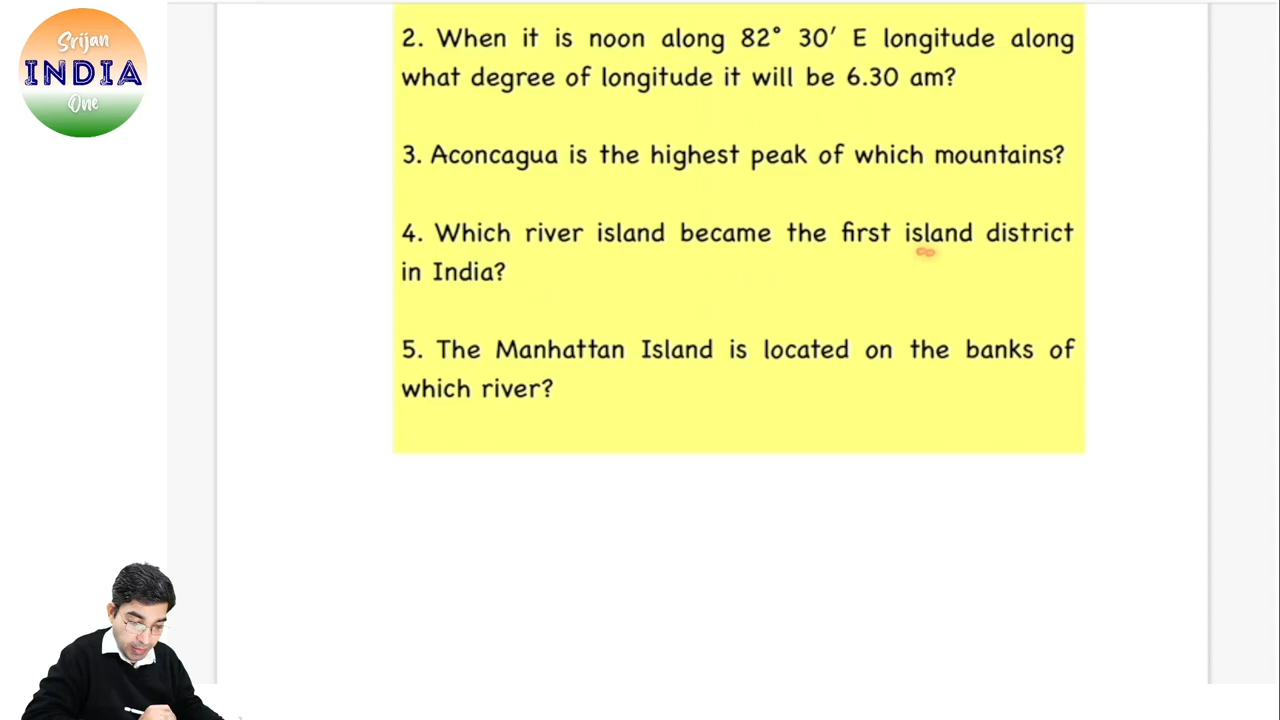 Srijan
INDIA
One
2. When it is noon along 82° 30′ E longitude along
what degree of longitude it will be 6.30 am?
3. Aconcagua is the highest peak of which mountains?
4. Which river island became the first island district
in India?
5. The Manhattan Island is located on the banks of
which river?